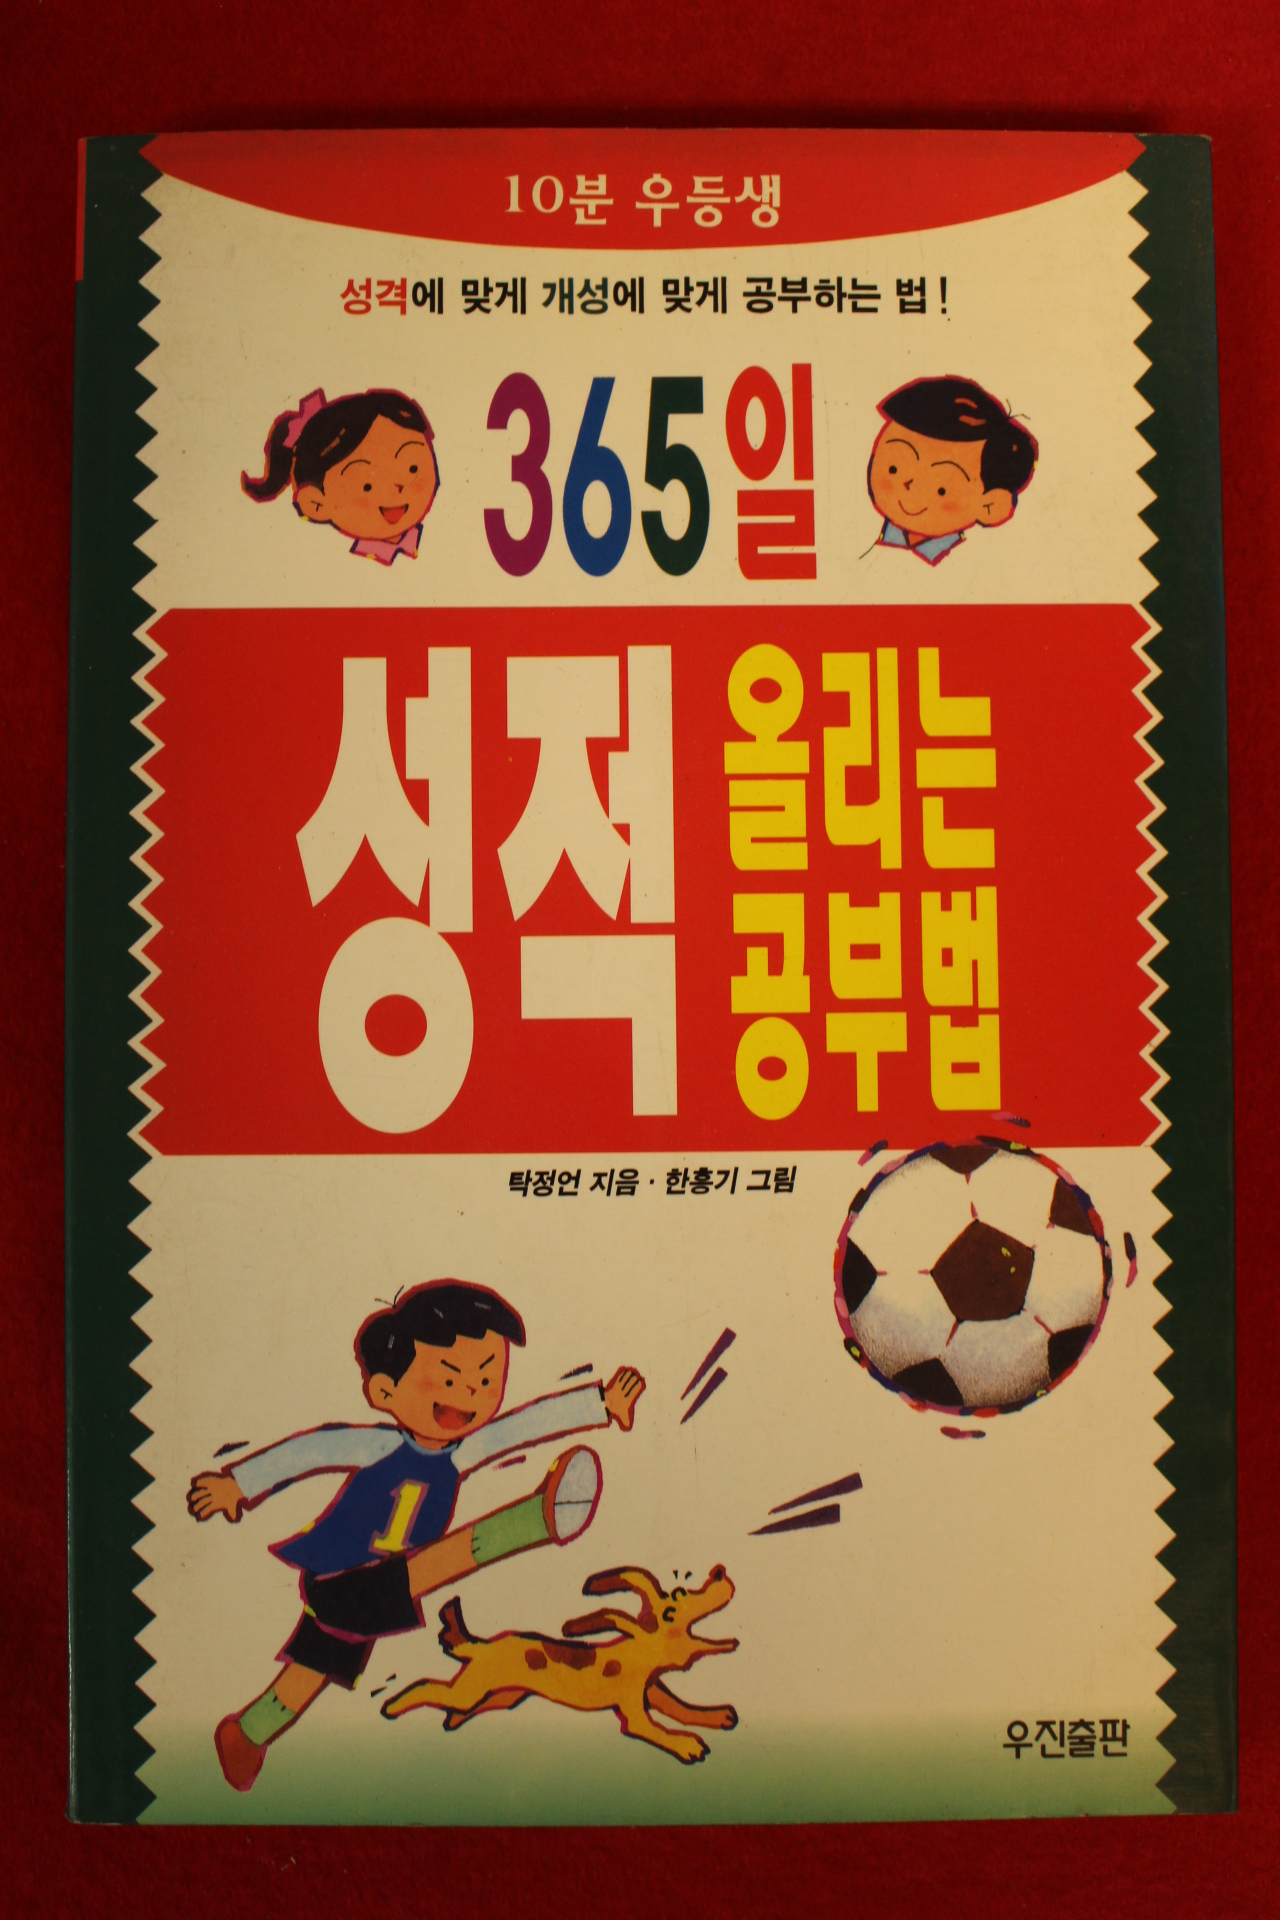 10분 우등생
성격에 맞게 개성에 맞게 공부하는 법!
365일
성적 올리는
공부법
탁정언 지음 · 한흥기 그림
1
우진출판